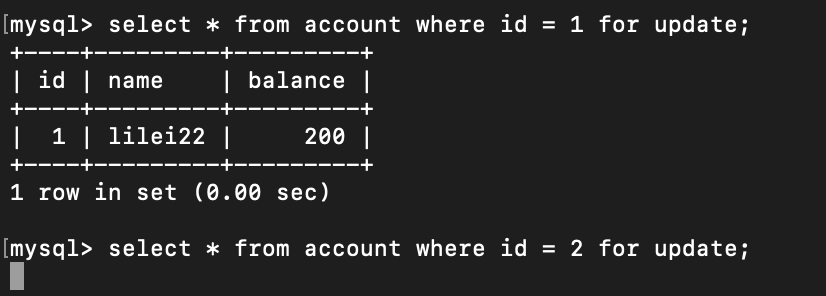 [mysql> select * from account where id = 1 for update;
+----+---------+----------+
| id | name    | balance |
+----+---------+----------+
|  1 | lilei22 |     200 |
+----+---------+----------+
1 row in set (0.00 sec)
[mysql> select * from account where id = 2 for update;